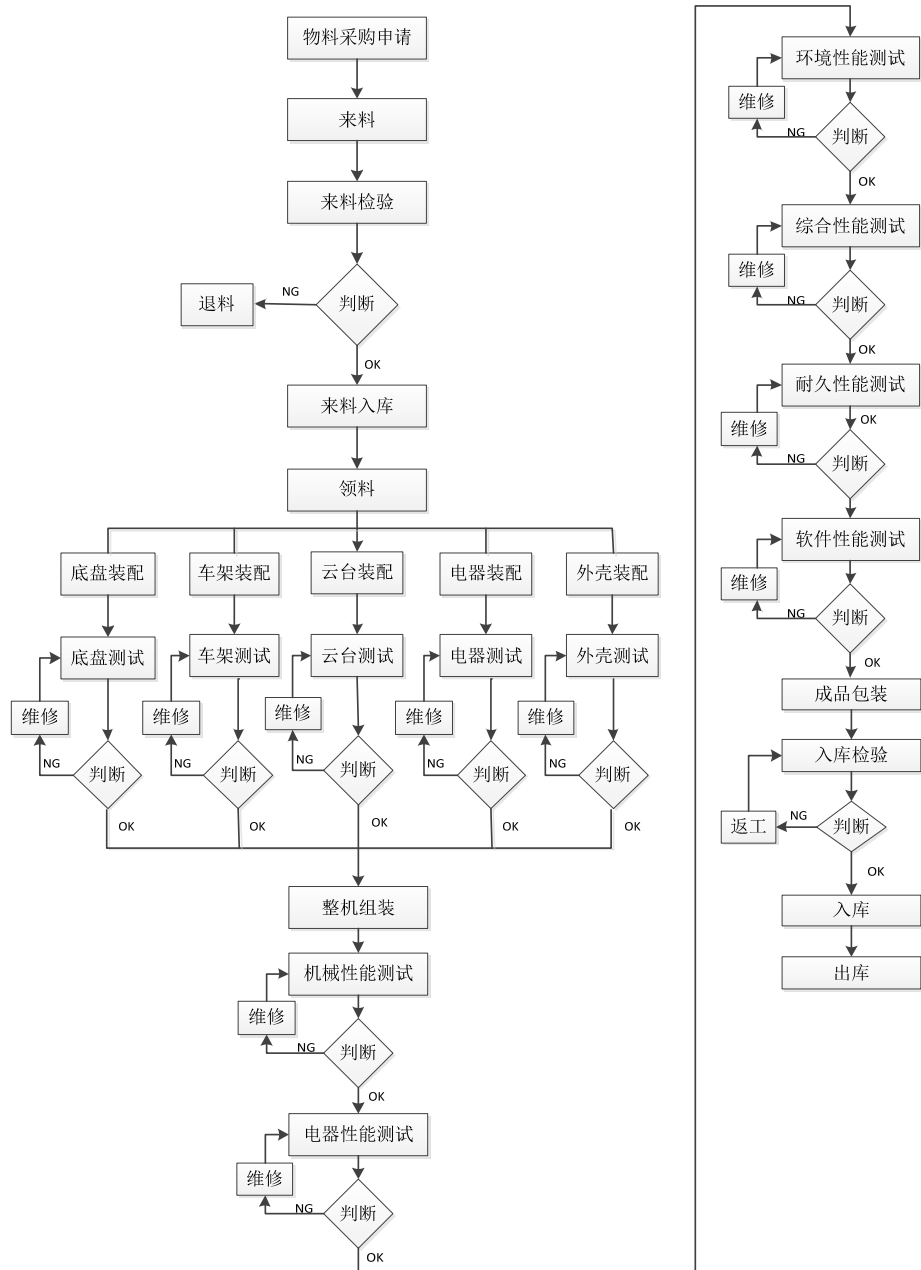 物料采购申请
来料
来料检验
判断
NG
退料
OK
来料入库
领料
底盘装配
车架装配
云台装配
电器装配
外壳装配
底盘测试
车架测试
云台测试
电器测试
外壳测试
维修
维修
维修
维修
维修
NG
NG
NG
NG
NG
判断
判断
判断
判断
判断
OK
OK
OK
OK
OK
整机组装
机械性能测试
维修
NG
判断
OK
电器性能测试
维修
NG
判断
OK
环境性能测试
维修
NG
判断
OK
综合性能测试
维修
NG
判断
OK
耐久性能测试
OK
维修
NG
判断
软件性能测试
维修
NG
判断
OK
成品包装
入库检验
返工
NG
判断
OK
入库
出库